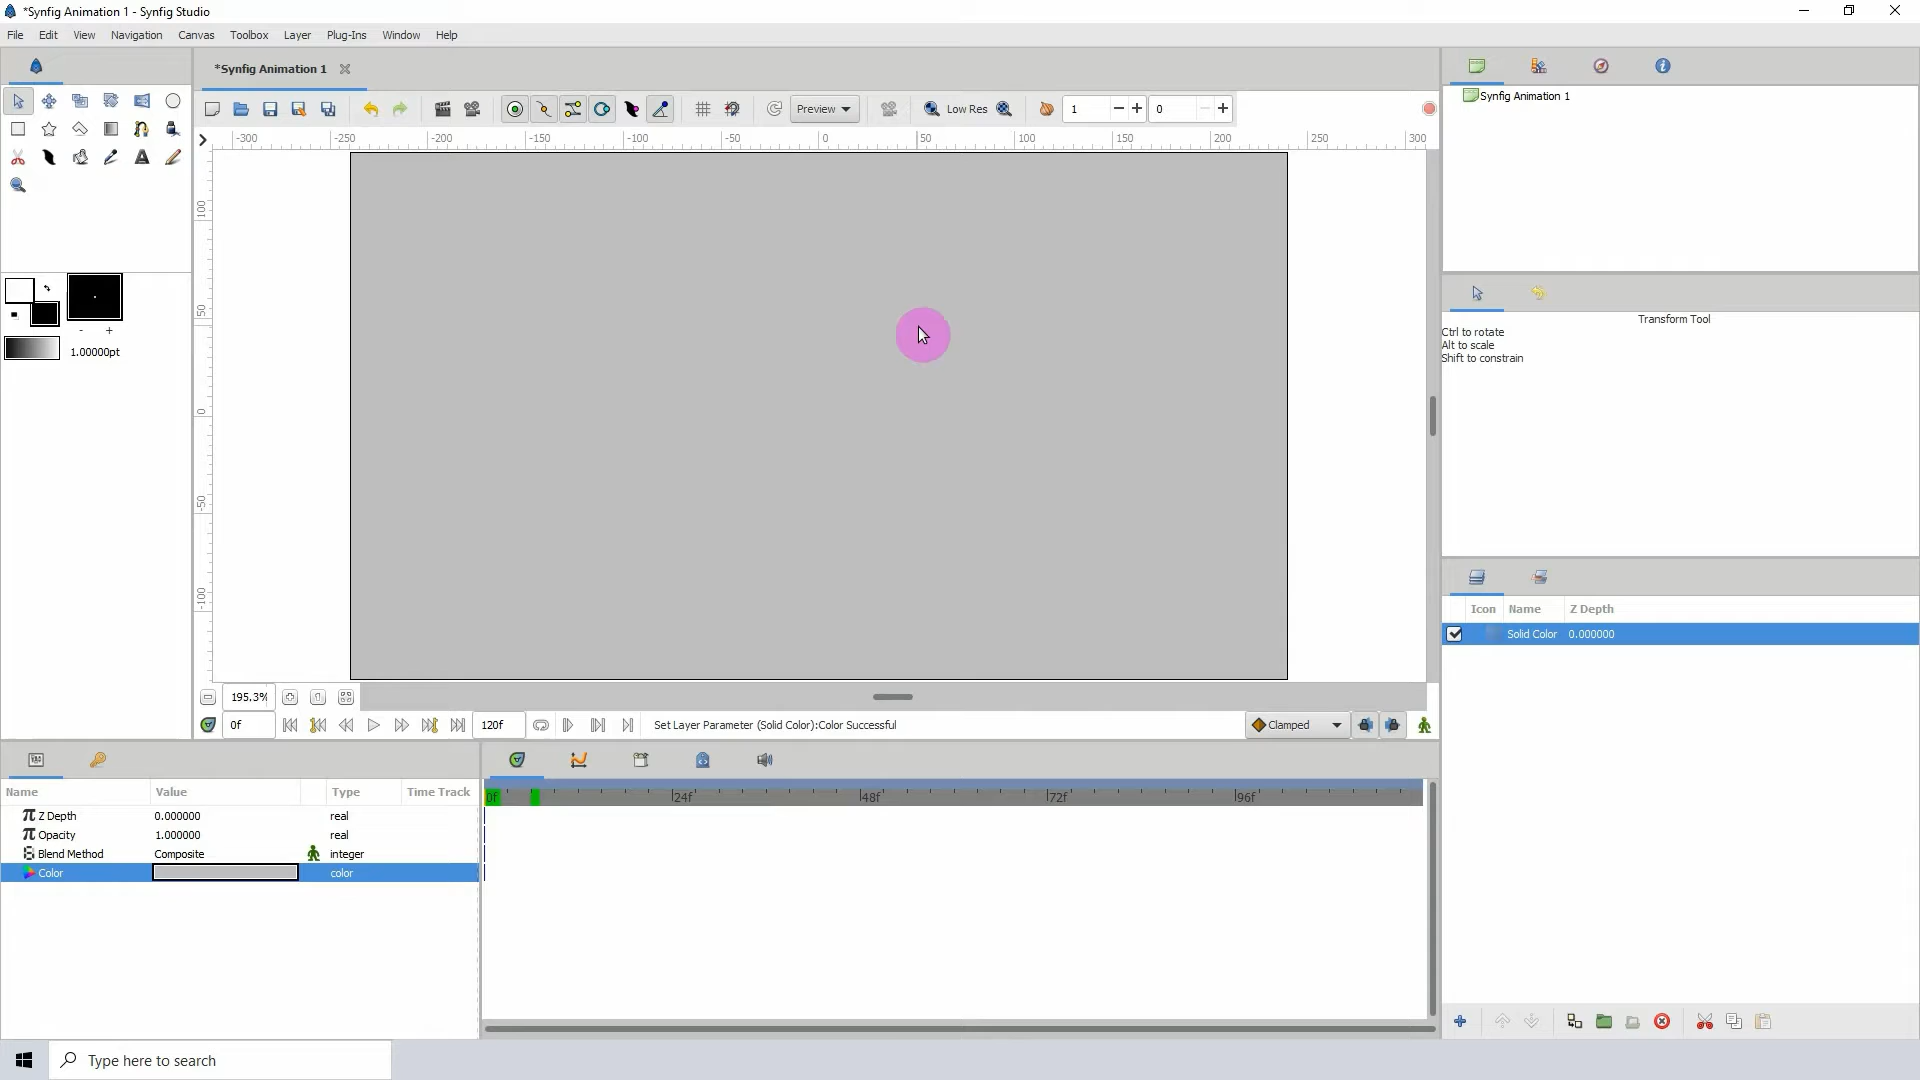 *Synfig Animation 1 - Synfig Studio
File Edit View Navigation Canvas Toolbox Layer Plug-Ins Window Help
*Synfig Animation 1
Preview Low Res 1 0
-300 -250 -200 -150 -100 -50 0 50 100 150 200 250 300
100
50
0
-50
-100
- +
1.00000pt
Synfig Animation 1
Transform Tool
Ctrl to rotate
Alt to scale
Shift to constrain
Icon Name Z Depth
Solid Color 0.000000
195.3%
0f 120f Set Layer Parameter (Solid Color):Color Successful Clamped
Name Value Type Time Track
Z Depth 0.000000 real
Opacity 1.000000 real
Blend Method Composite integer
Color color
0f 24f 48f 72f 96f
Type here to search